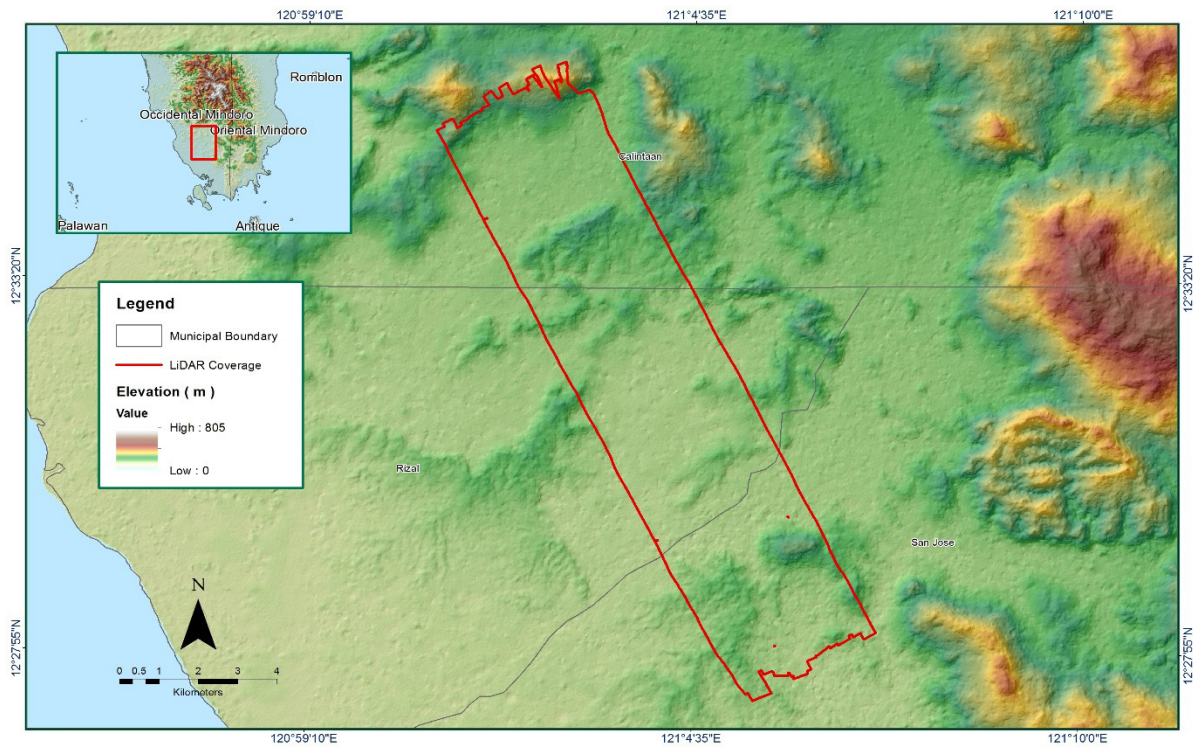 120°59'10"E
121°4'35"E
121°10'0"E
Romblon
Occidental Mindoro
Oriental Mindoro
Palawan
Antique
Calintaan
12°33'20"N
12°33'20"N
Legend
Municipal Boundary
LiDAR Coverage
Elevation ( m )
Value
High : 805
Low : 0
Rizal
San Jose
N
12°27'55"N
12°27'55"N
0 0.5 1 2 3 4
Kilometers
120°59'10"E
121°4'35"E
121°10'0"E